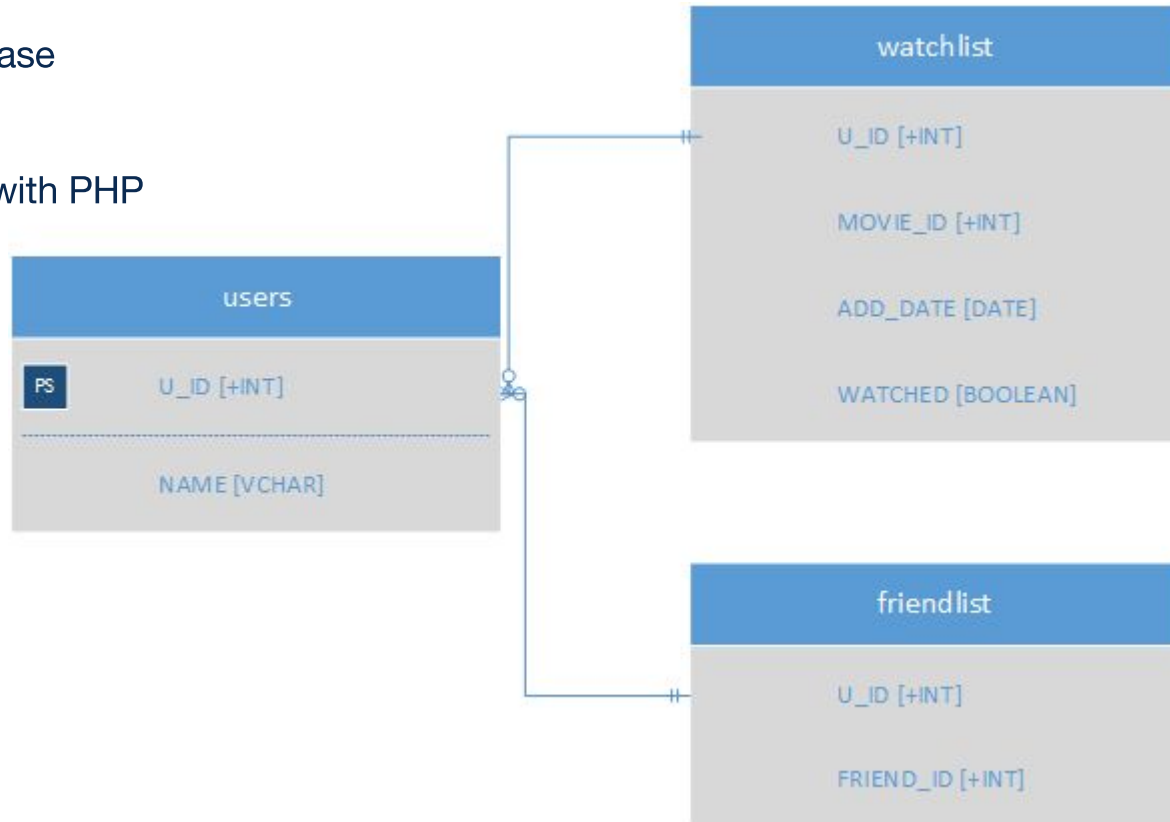 ase
with PHP
users
PS
U_ID [+INT]
NAME [VCHAR]
watchlist
U_ID [+INT]
MOVIE_ID [+INT]
ADD_DATE [DATE]
WATCHED [BOOLEAN]
friendlist
U_ID [+INT]
FRIEND_ID [+INT]